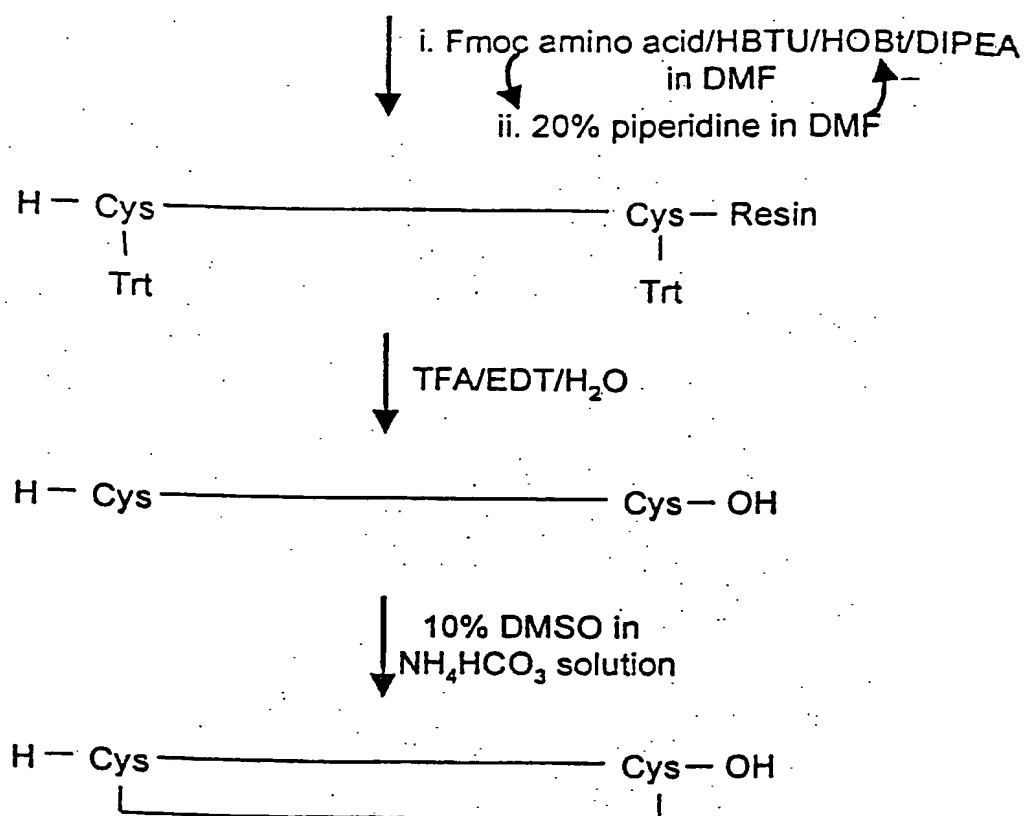 i. Fmoc amino acid/HBTU/HOBt/DIPEA
in DMF
ii. 20% piperidine in DMF
H — Cys Cys — Resin
Trt Trt
TFA/EDT/H₂O
H — Cys Cys — OH
10% DMSO in
NH₄HCO₃ solution
H — Cys Cys — OH